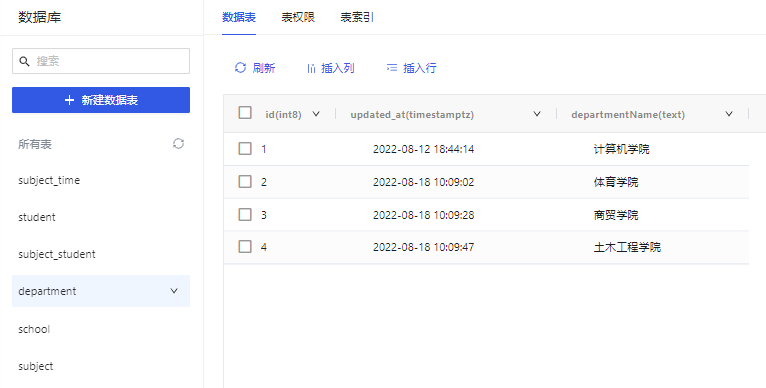 数据库
搜索
新建数据表
所有表
subject_time
student
subject_student
department
school
subject
数据表 表权限 表索引
刷新 插入列 插入行
id(int8) updated_at(timestamptz) departmentName(text)
1 2022-08-12 18:44:14 计算机学院
2 2022-08-18 10:09:02 体育学院
3 2022-08-18 10:09:28 商贸学院
4 2022-08-18 10:09:47 土木工程学院